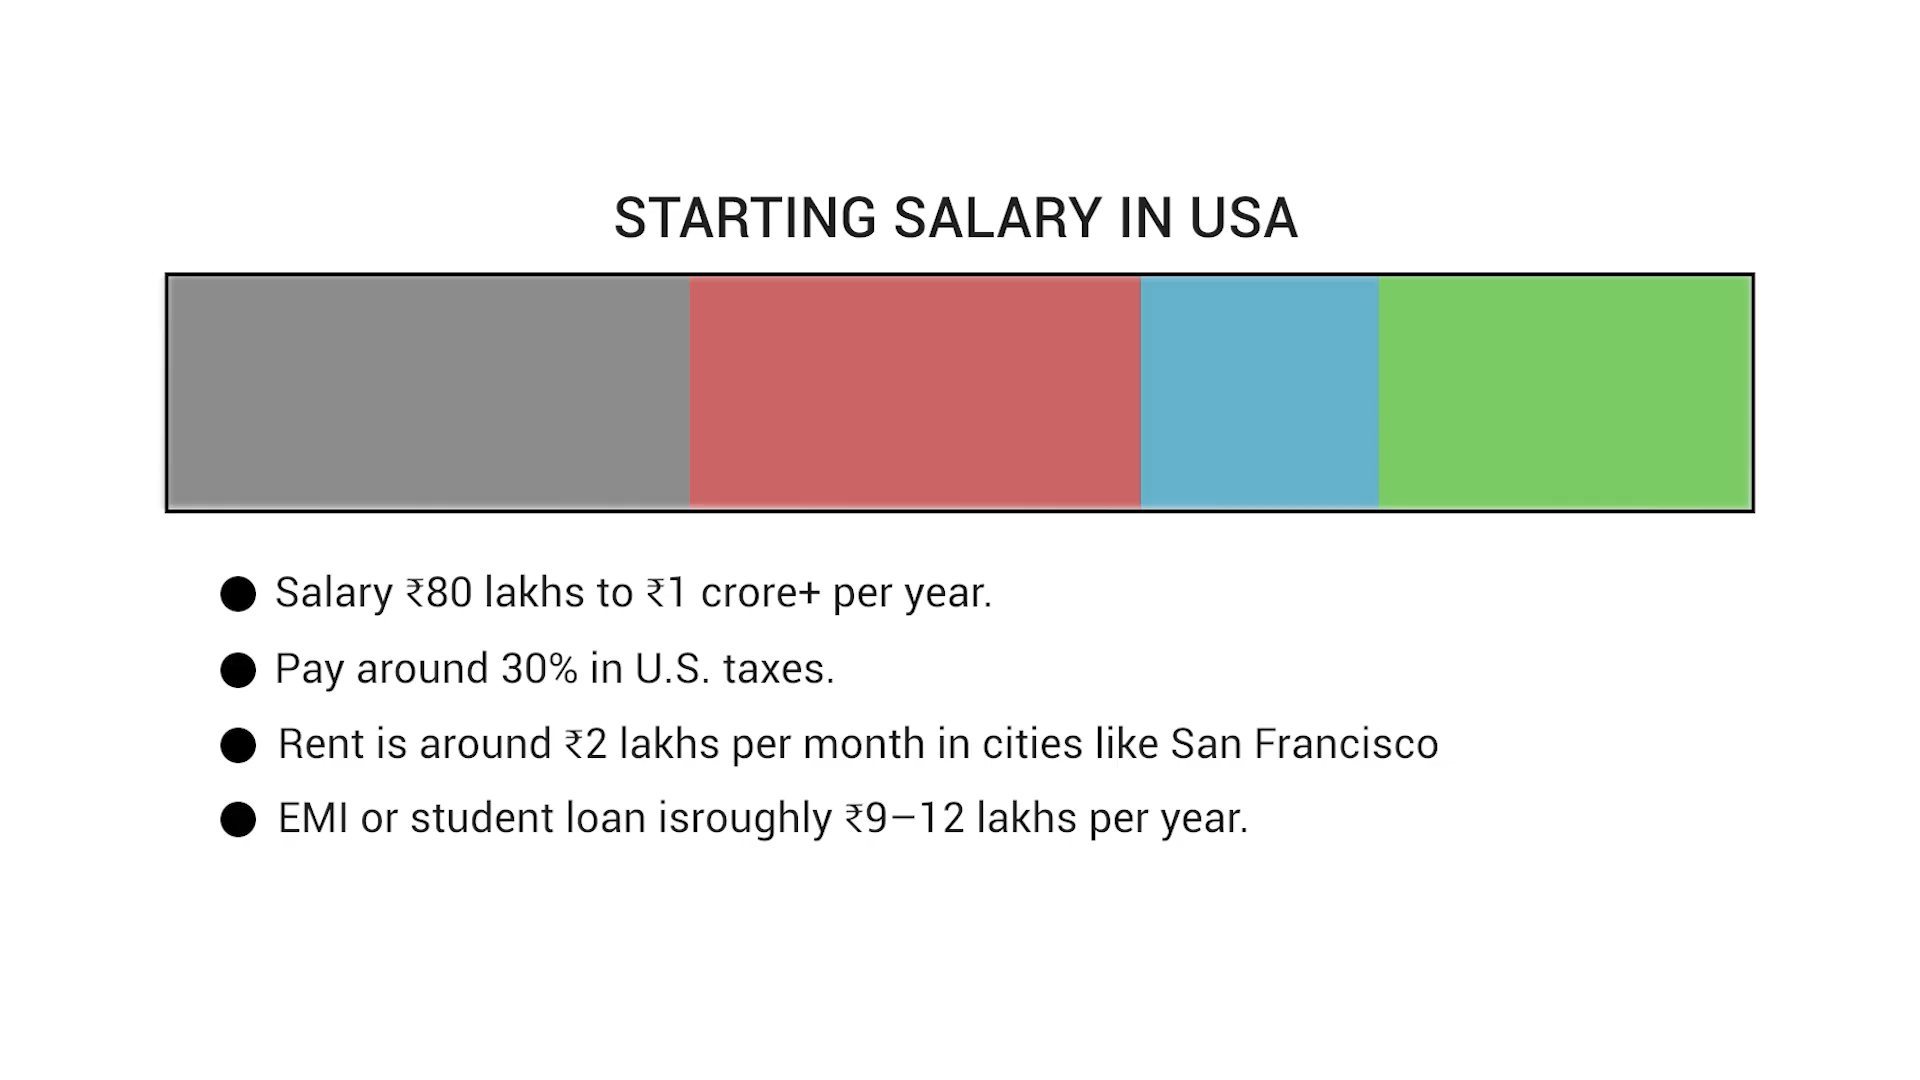 STARTING SALARY IN USA
● Salary ₹80 lakhs to ₹1 crore+ per year.
● Pay around 30% in U.S. taxes.
● Rent is around ₹2 lakhs per month in cities like San Francisco
● EMI or student loan isroughly ₹9–12 lakhs per year.